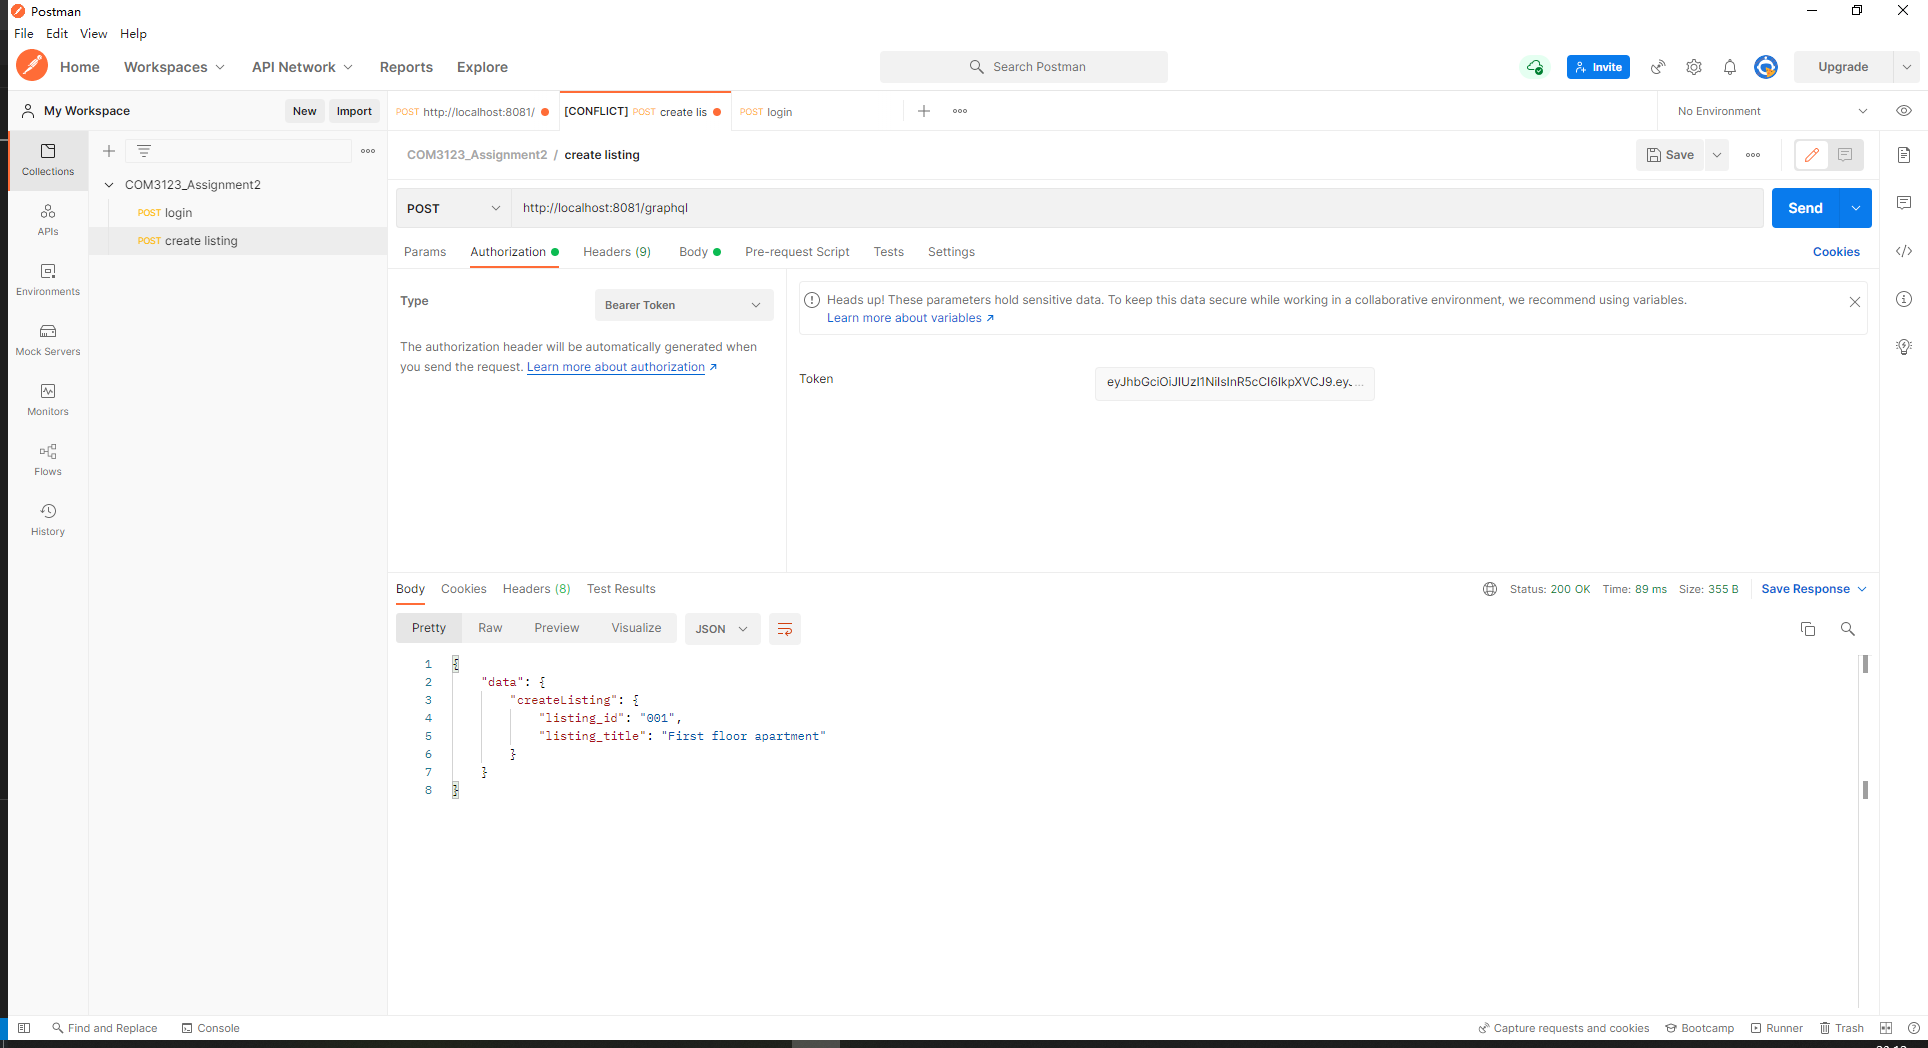 Postman
File Edit View Help
Home Workspaces API Network Reports Explore
Search Postman
Invite
Upgrade
My Workspace
New Import
POST http://localhost:8081/
[CONFLICT] POST create lis
POST login
No Environment
Collections
APIs
Environments
Mock Servers
Monitors
Flows
History
COM3123_Assignment2
POST login
POST create listing
COM3123_Assignment2 / create listing
Save
POST http://localhost:8081/graphql
Send
Params Authorization Headers (9) Body Pre-request Script Tests Settings
Cookies
Type
Bearer Token
The authorization header will be automatically generated when
you send the request. Learn more about authorization
Heads up! These parameters hold sensitive data. To keep this data secure while working in a collaborative environment, we recommend using variables.
Learn more about variables
Token
Body Cookies Headers (8) Test Results
Status: 200 OK Time: 89 ms Size: 355 B
Save Response
Pretty Raw Preview Visualize
JSON
1 {
2 "data": {
3 "createListing": {
4 "listing_id": "001",
5 "listing_title": "First floor apartment"
6 }
7 }
8 }
Find and Replace Console
Capture requests and cookies Bootcamp Runner Trash